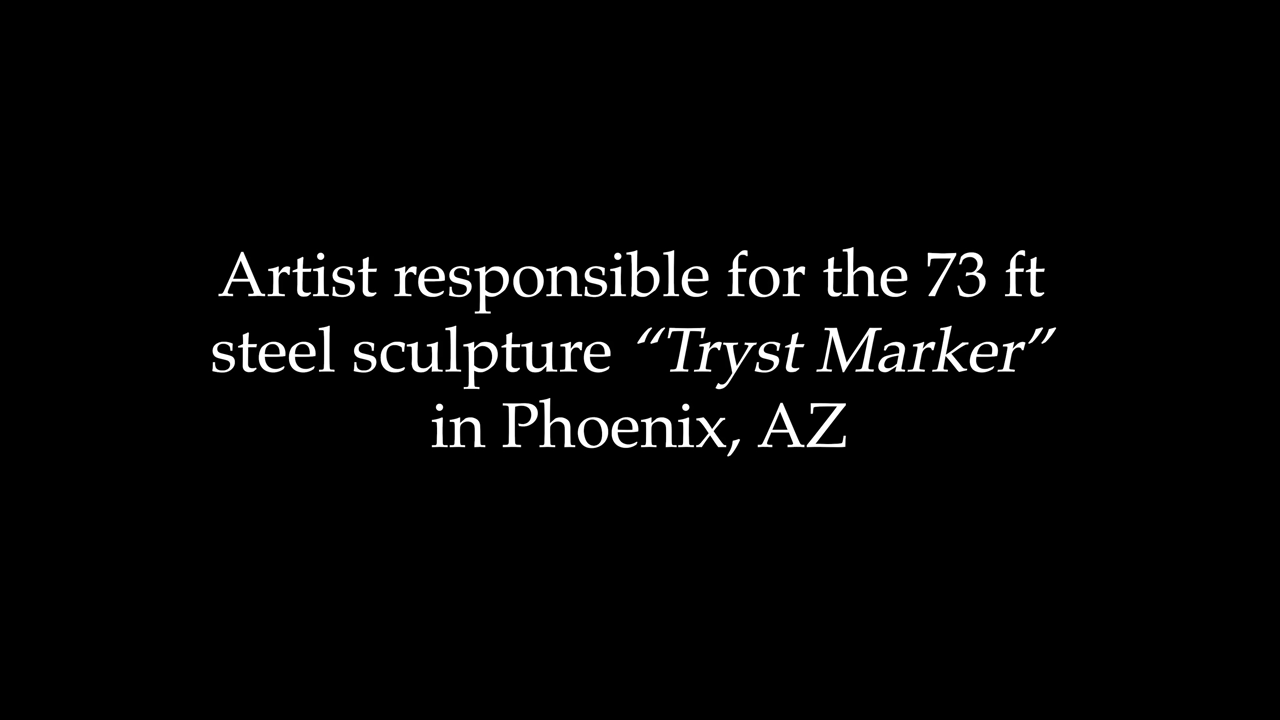 Artist responsible for the 73 ft
steel sculpture “Tryst Marker”
in Phoenix, AZ